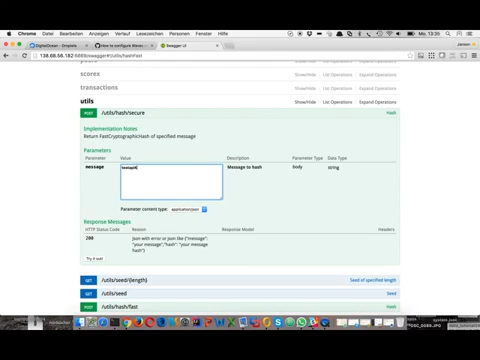 Chrome Datei Bearbeiten Anzeigen Verlauf Lesezeichen Personen Fenster Hilfe
How to configure Waves
Swagger UI
scorex Show/Hide List Operations Expand Operations
transactions Show/Hide List Operations Expand Operations
utils Show/Hide List Operations Expand Operations
POST /utils/hash/secure Hash
Implementation Notes
Return FastCryptographicHash of specified message
Parameters
Parameter Value Description Parameter Type Data Type
message Message to hash body string
Parameter content type: application/json
Response Messages
HTTP Status Code Reason Response Model Headers
200 Json with error or json like {"message":
"your message","hash": "your message
hash"}
Try it out!
GET /utils/seed/{length} Seed of specified length
GET /utils/seed Seed
POST /utils/hash/fast Hash